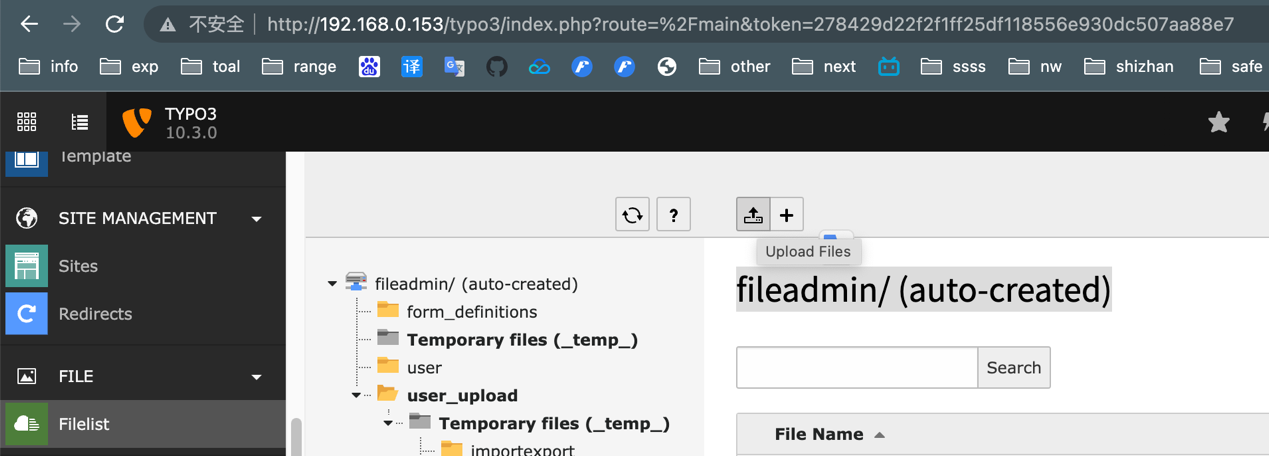 不安全 http://192.168.0.153/typo3/index.php?route=%2Fmain&token=278429d22f2f1ff25df118556e930dc507aa88e7
info exp toal range 译 other next ssss nw shizhan safe
TYPO3
10.3.0
Template
SITE MANAGEMENT
Sites
Redirects
FILE
Filelist
?
Upload Files
fileadmin/ (auto-created)
form_definitions
Temporary files (_temp_)
user
user_upload
Temporary files (_temp_)
importexport
fileadmin/ (auto-created)
Search
File Name